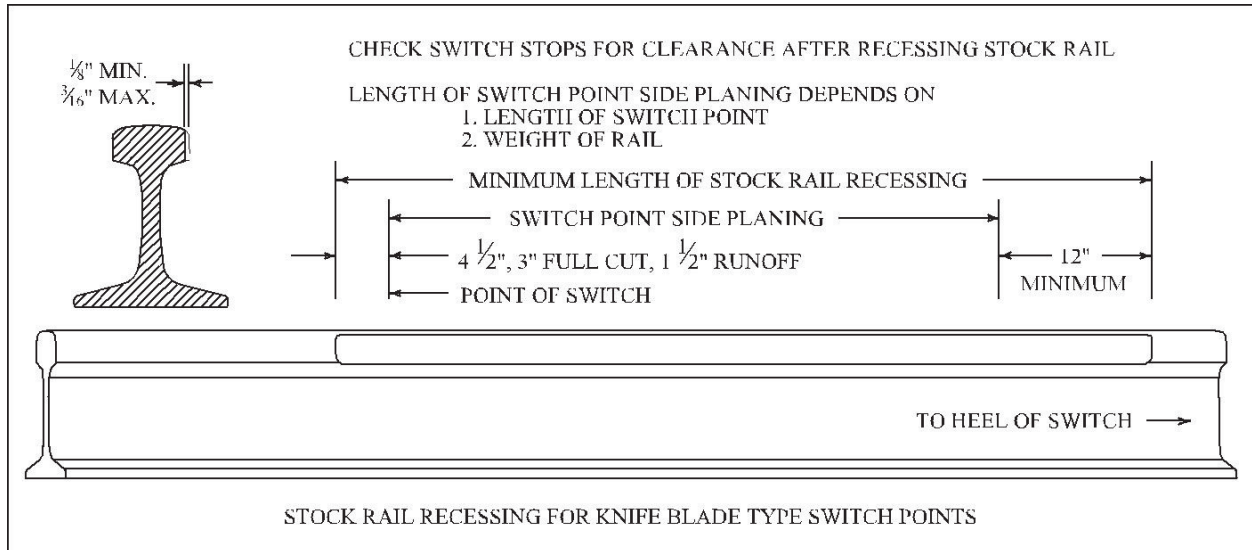 CHECK SWITCH STOPS FOR CLEARANCE AFTER RECESSING STOCK RAIL
⅛" MIN.
3/16" MAX.
LENGTH OF SWITCH POINT SIDE PLANING DEPENDS ON
1. LENGTH OF SWITCH POINT
2. WEIGHT OF RAIL
MINIMUM LENGTH OF STOCK RAIL RECESSING
SWITCH POINT SIDE PLANING
4 ½", 3" FULL CUT, 1 ½" RUNOFF
12"
MINIMUM
POINT OF SWITCH
TO HEEL OF SWITCH
STOCK RAIL RECESSING FOR KNIFE BLADE TYPE SWITCH POINTS